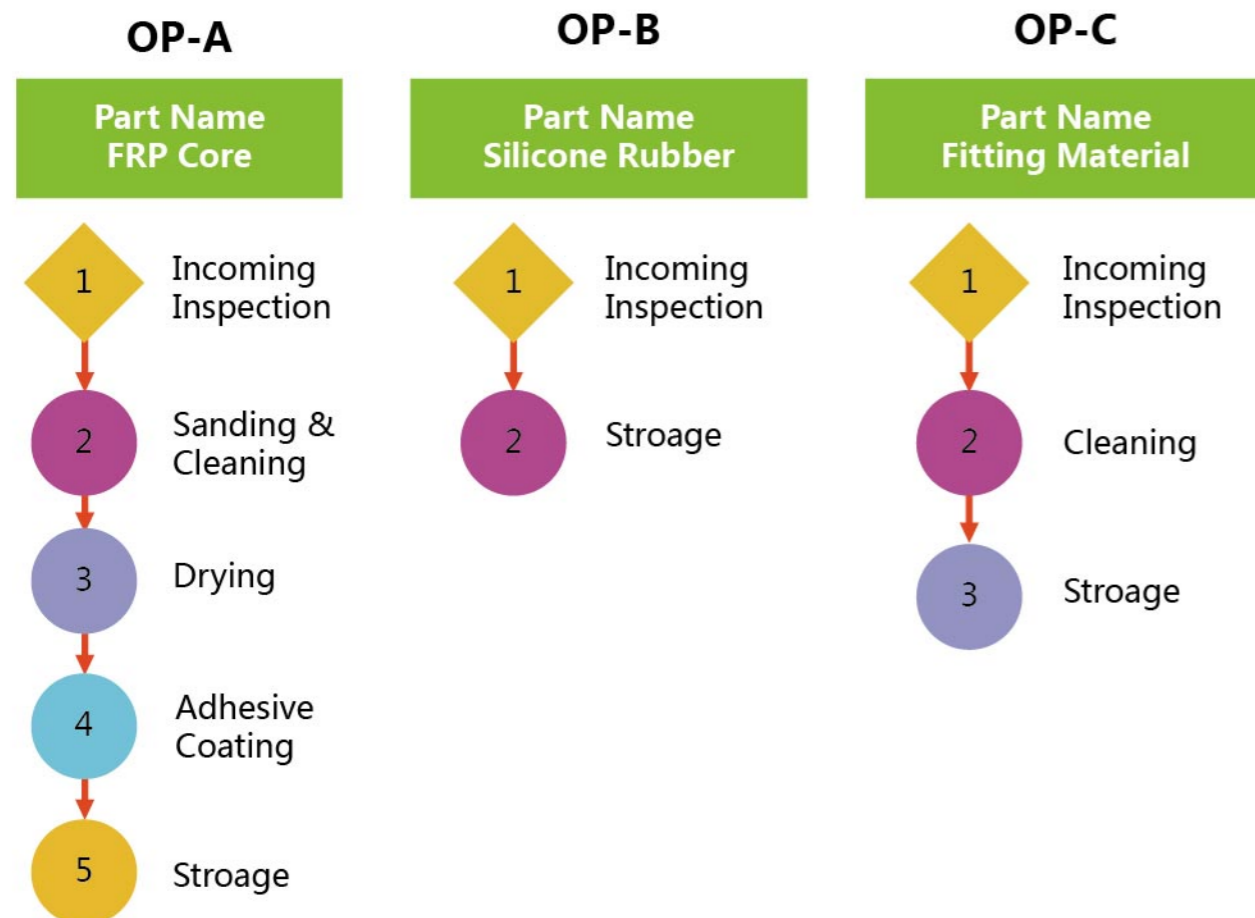 OP-A
Part Name
FRP Core
1
Incoming
Inspection
2
Sanding &
Cleaning
3
Drying
4
Adhesive
Coating
5
Stroage
OP-B
Part Name
Silicone Rubber
1
Incoming
Inspection
2
Stroage
OP-C
Part Name
Fitting Material
1
Incoming
Inspection
2
Cleaning
3
Stroage